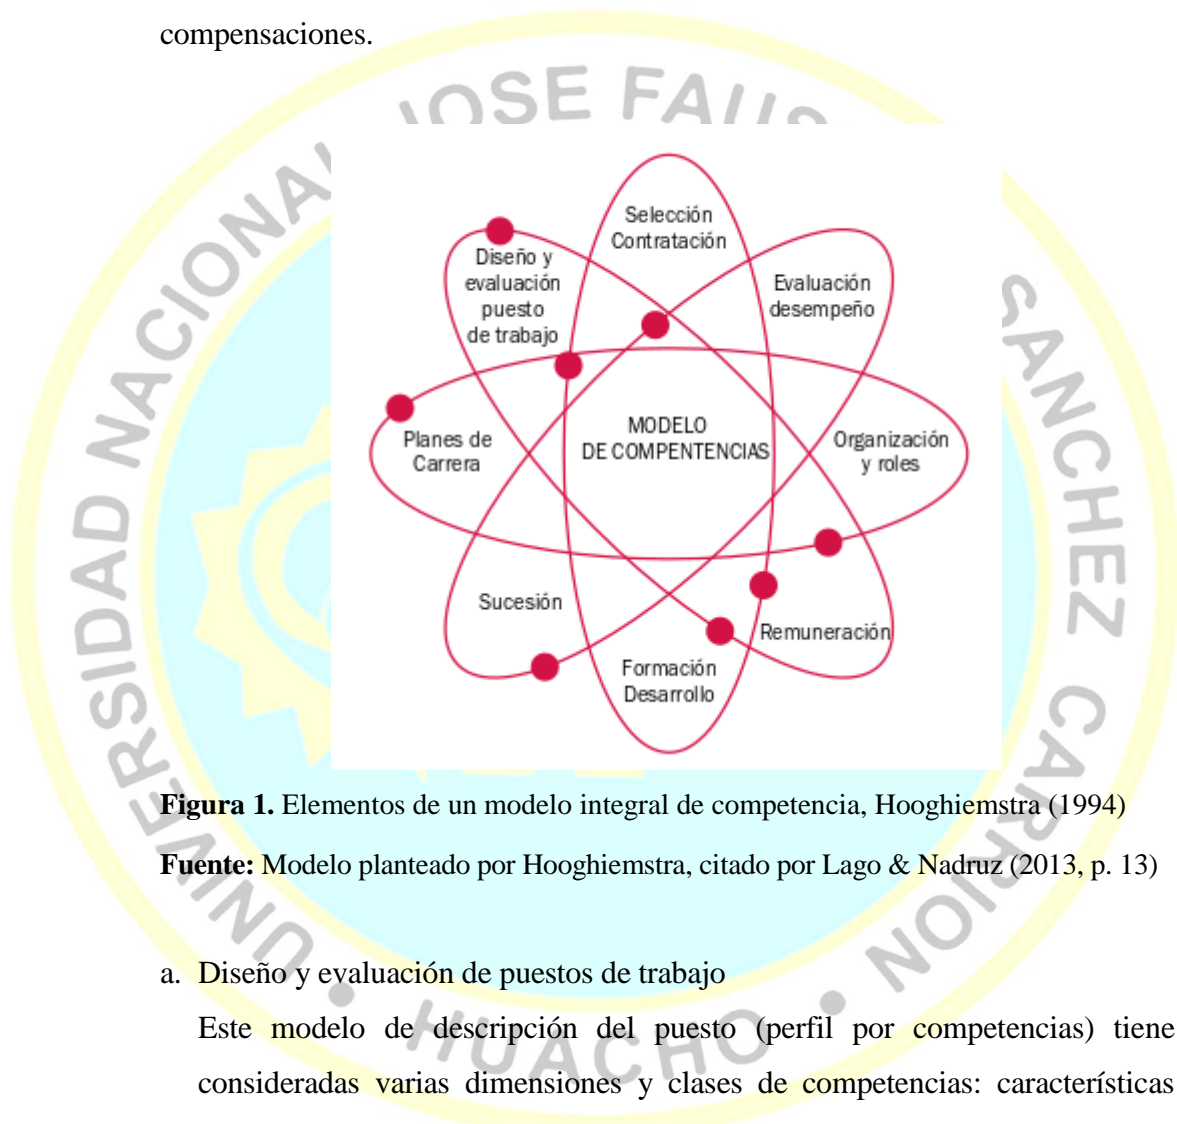 compensaciones.
UNIVERSIDAD NACIONAL JOSE FAUS SANCHEZ CARRION
• HUACHO •
Selección
Contratación
Diseño y
evaluación
puesto
de trabajo
Evaluación
desempeño
Planes de
Carrera
MODELO
DE COMPENTENCIAS
Organización
y roles
Sucesión
Remuneración
Formación
Desarrollo
Figura 1. Elementos de un modelo integral de competencia, Hooghiemstra (1994)
Fuente: Modelo planteado por Hooghiemstra, citado por Lago & Nadruz (2013, p. 13)
a. Diseño y evaluación de puestos de trabajo
Este modelo de descripción del puesto (perfil por competencias) tiene
consideradas varias dimensiones y clases de competencias: características